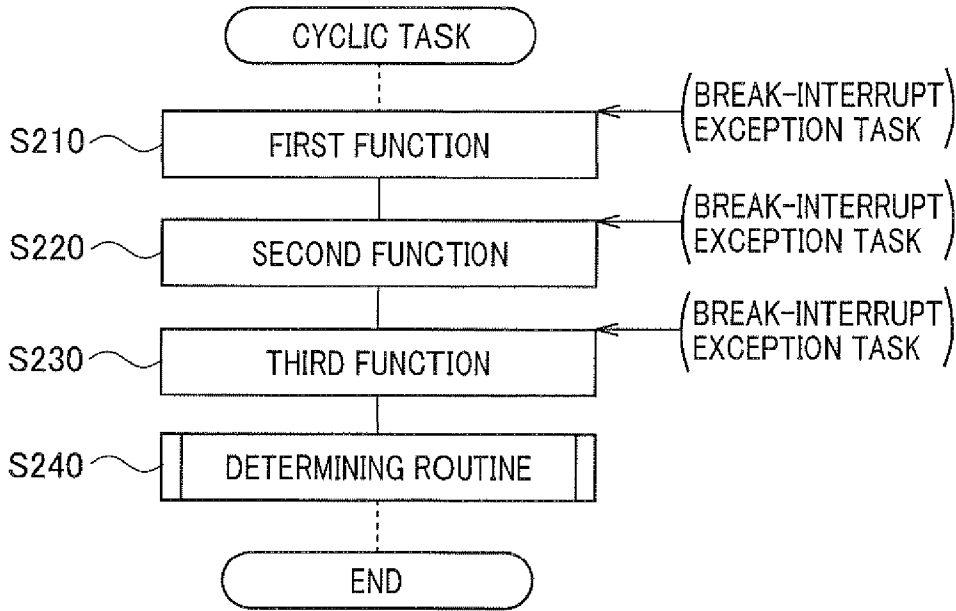 CYCLIC TASK
(BREAK-INTERRUPT
EXCEPTION TASK)
S210
FIRST FUNCTION
(BREAK-INTERRUPT
EXCEPTION TASK)
S220
SECOND FUNCTION
(BREAK-INTERRUPT
EXCEPTION TASK)
S230
THIRD FUNCTION
S240
DETERMINING ROUTINE
END